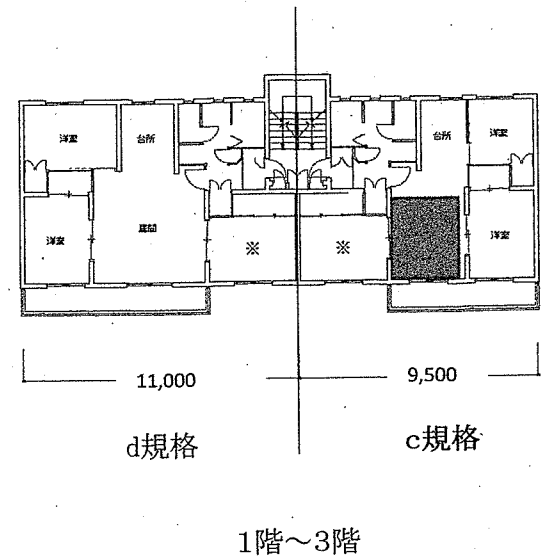 洋室 台所 台所 洋室
洋室 居間 ※ ※ 洋室
11,000 9,500
d規格 c規格
1階～3階